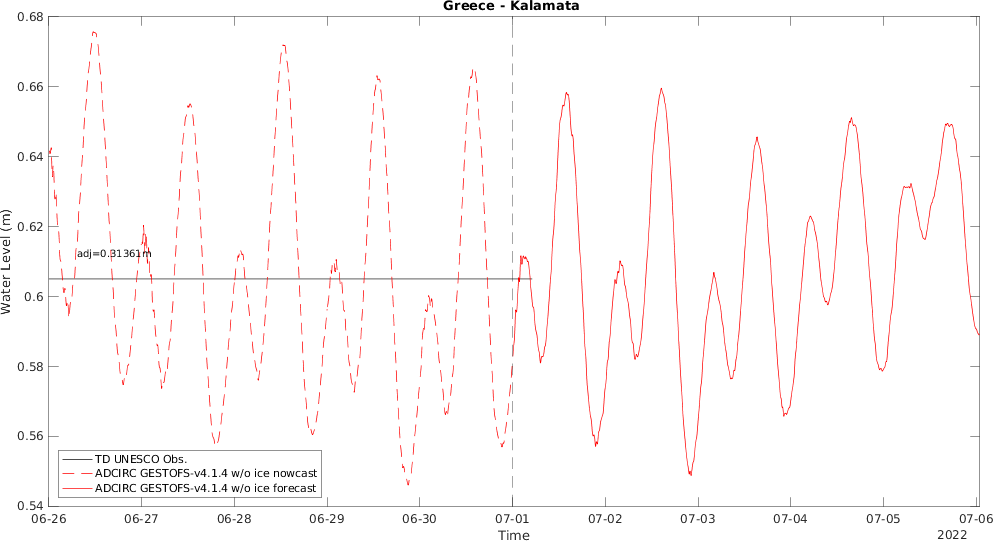 Greece - Kalamata
0.68
0.66
0.64
0.62
0.6
0.58
0.56
0.54
Water Level (m)
adj=0.31361m
TD UNESCO Obs.
ADCIRC GESTOFS-v4.1.4 w/o ice nowcast
ADCIRC GESTOFS-v4.1.4 w/o ice forecast
06-26 06-27 06-28 06-29 06-30 07-01 07-02 07-03 07-04 07-05 07-06
Time
2022